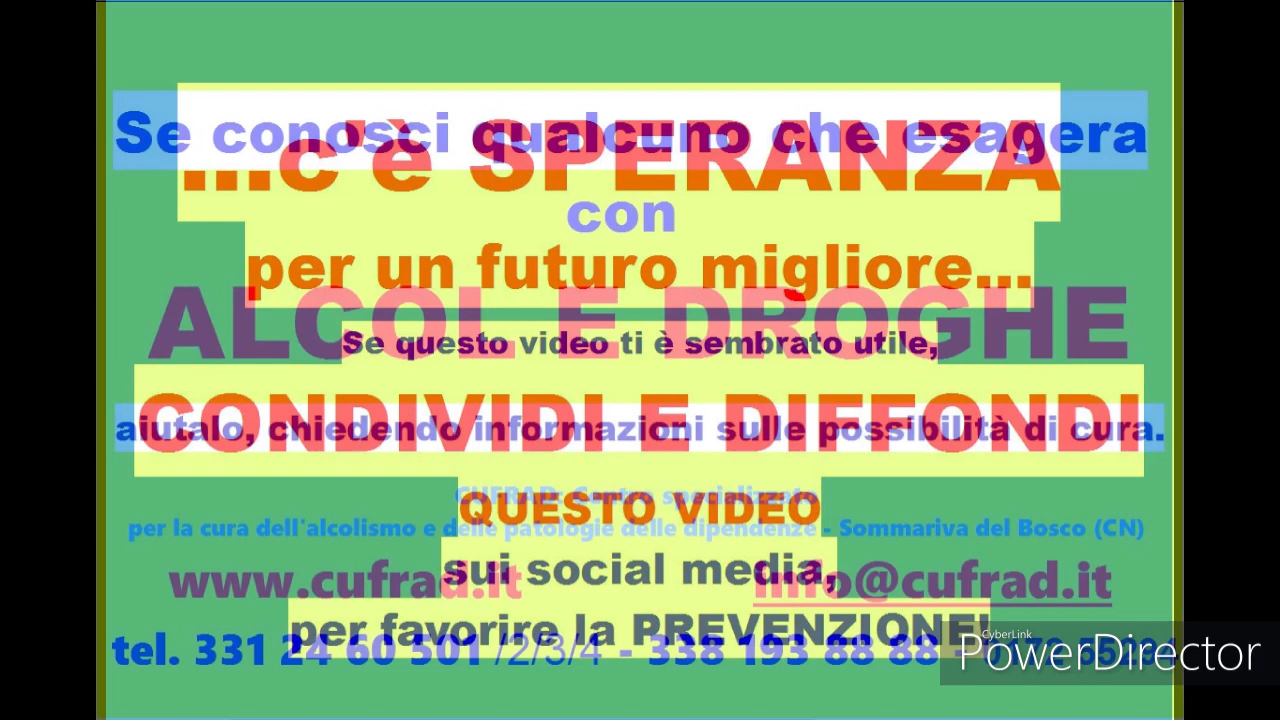 Se conosci qualcuno che esagera
...c'è SPERANZA
con
per un futuro migliore...
ALCOL E DROGHE
Se questo video ti è sembrato utile,
CONDIVIDI E DIFFONDI
aiutalo, chiedendo informazioni sulle possibilità di cura.
CUFRAD: Centro specializzato
QUESTO VIDEO
per la cura dell'alcolismo e delle patologie delle dipendenze - Sommariva del Bosco (CN)
sui social media,
www.cufrad.it info@cufrad.it
per favorire la PREVENZIONE!
tel. 331 24 60 501 /2/3/4 - 338 193 88 88 -
CyberLink
PowerDirector